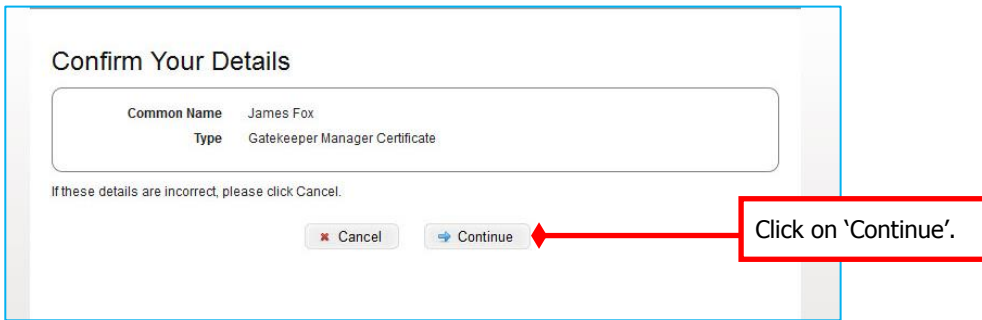 Confirm Your Details
Common Name James Fox
Type Gatekeeper Manager Certificate
If these details are incorrect, please click Cancel.
Cancel Continue
Click on ‘Continue’.